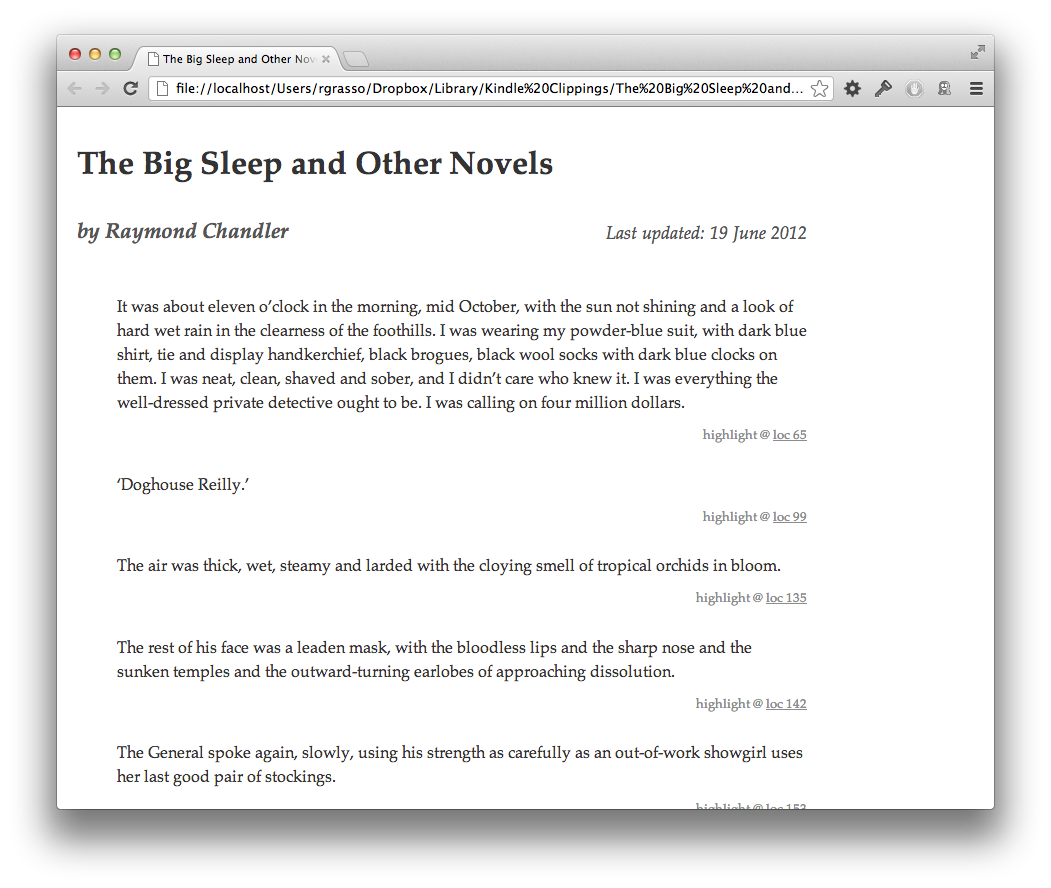 The Big Sleep and Other Nov
file://localhost/Users/rgrasso/Dropbox/Library/Kindle%20Clippings/The%20Big%20Sleep%20and...
The Big Sleep and Other Novels
by Raymond Chandler
Last updated: 19 June 2012
It was about eleven o’clock in the morning, mid October, with the sun not shining and a look of
hard wet rain in the clearness of the foothills. I was wearing my powder-blue suit, with dark blue
shirt, tie and display handkerchief, black brogues, black wool socks with dark blue clocks on
them. I was neat, clean, shaved and sober, and I didn’t care who knew it. I was everything the
well-dressed private detective ought to be. I was calling on four million dollars.
highlight @ loc 65
‘Doghouse Reilly.’
highlight @ loc 99
The air was thick, wet, steamy and larded with the cloying smell of tropical orchids in bloom.
highlight @ loc 135
The rest of his face was a leaden mask, with the bloodless lips and the sharp nose and the
sunken temples and the outward-turning earlobes of approaching dissolution.
highlight @ loc 142
The General spoke again, slowly, using his strength as carefully as an out-of-work showgirl uses
her last good pair of stockings.
highlight @ loc 153